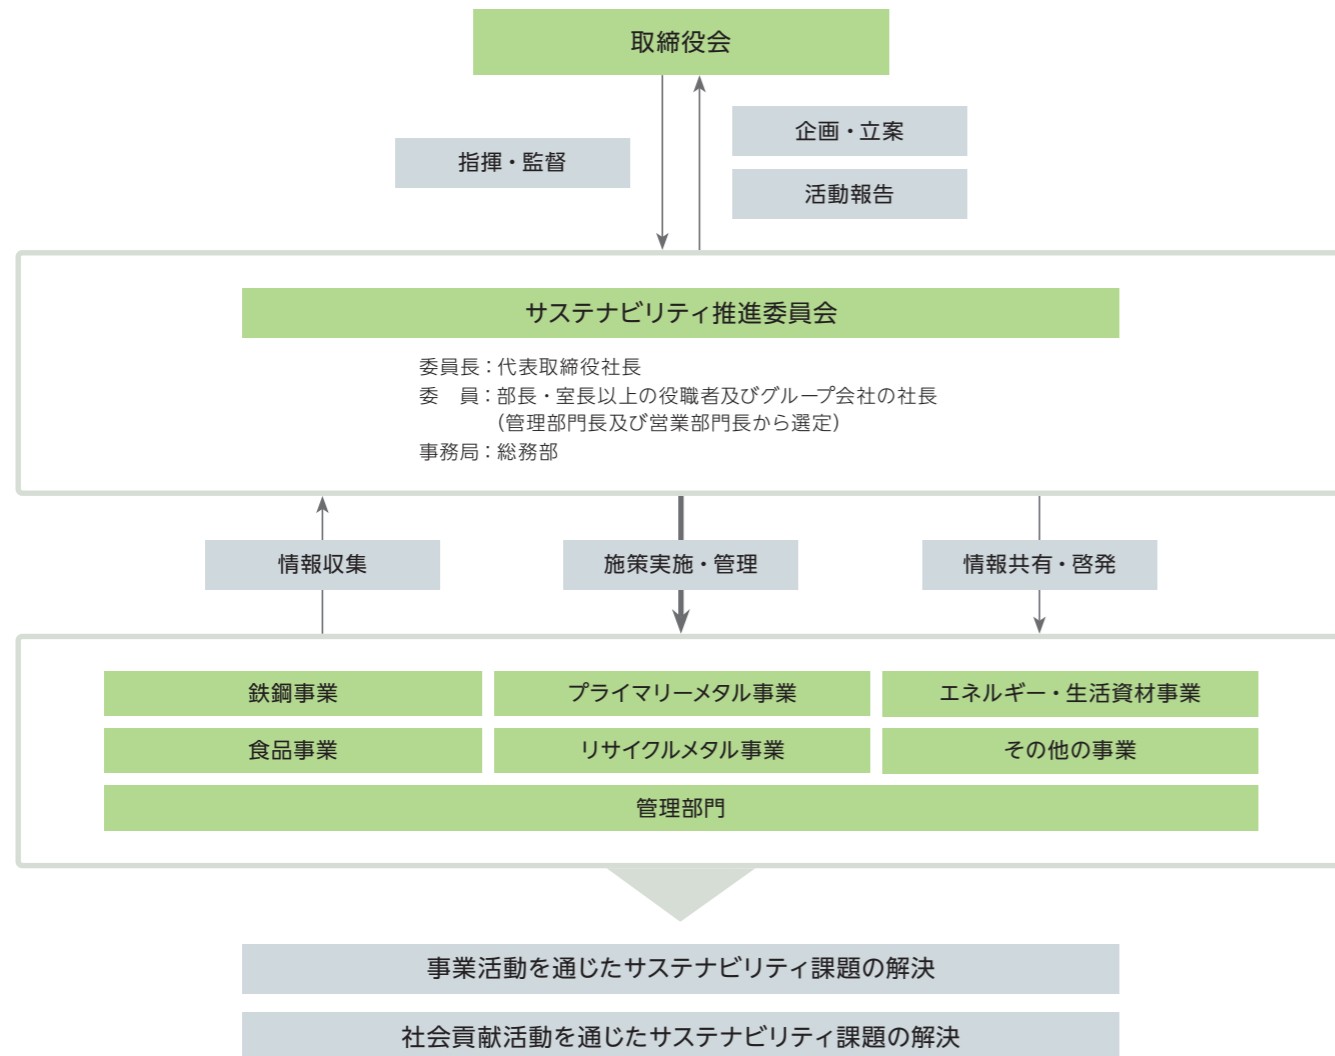 取締役会
指揮・監督
企画・立案
活動報告
サステナビリティ推進委員会
委員長：代表取締役社長
委　員：部長・室長以上の役職者及びグループ会社の社長
（管理部門長及び営業部門長から選定）
事務局：総務部
情報収集
施策実施・管理
情報共有・啓発
鉄鋼事業
プライマリーメタル事業
エネルギー・生活資材事業
食品事業
リサイクルメタル事業
その他の事業
管理部門
事業活動を通じたサステナビリティ課題の解決
社会貢献活動を通じたサステナビリティ課題の解決